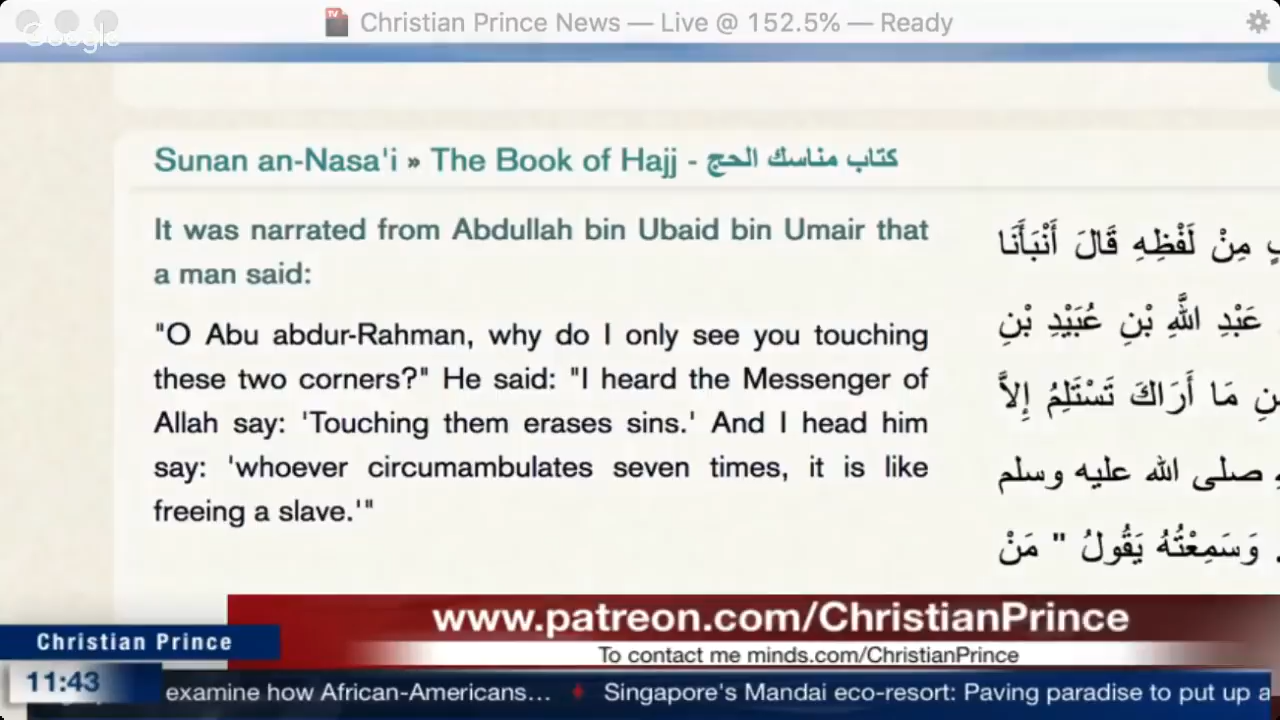 Google
Christian Prince News — Live @ 152.5% — Ready
Sunan an-Nasa'i » The Book of Hajj - كتاب مناسك الحج
It was narrated from Abdullah bin Ubaid bin Umair that
a man said:
"O Abu abdur-Rahman, why do I only see you touching
these two corners?" He said: "I heard the Messenger of
Allah say: 'Touching them erases sins.' And I head him
say: 'whoever circumambulates seven times, it is like
freeing a slave.'"
مِنْ لَفْظِهِ قَالَ أَنْبَأَنَا
عَبْدِ اللَّهِ بْنِ عُبَيْدِ بْنِ
مَا أَرَاكَ تَسْتَلِمُ إِلاَّ
صلى الله عليه وسلم
وَسَمِعْتُهُ يَقُولُ " مَنْ
www.patreon.com/ChristianPrince
To contact me minds.com/ChristianPrince
Christian Prince
11:43
examine how African-Americans... ♦ Singapore's Mandai eco-resort: Paving paradise to put up a